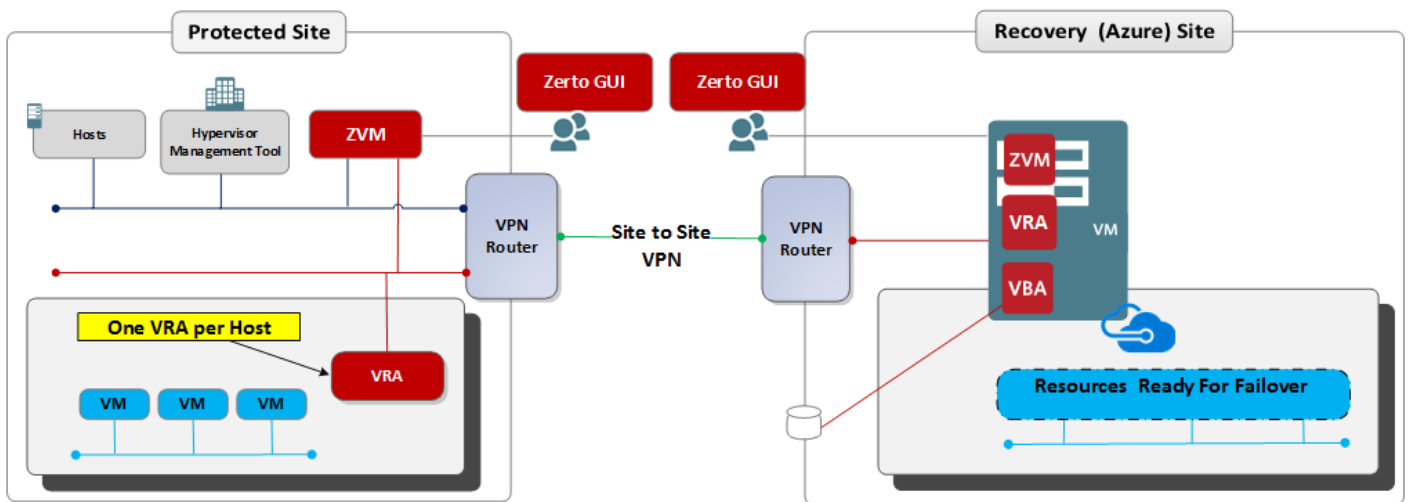 Protected Site
Recovery (Azure) Site
Zerto GUI
Zerto GUI
Hosts
Hypervisor
Management Tool
ZVM
ZVM
VRA
VM
VBA
VPN
Router
Site to Site
VPN
VPN
Router
One VRA per Host
VRA
VM
VM
VM
Resources Ready For Failover